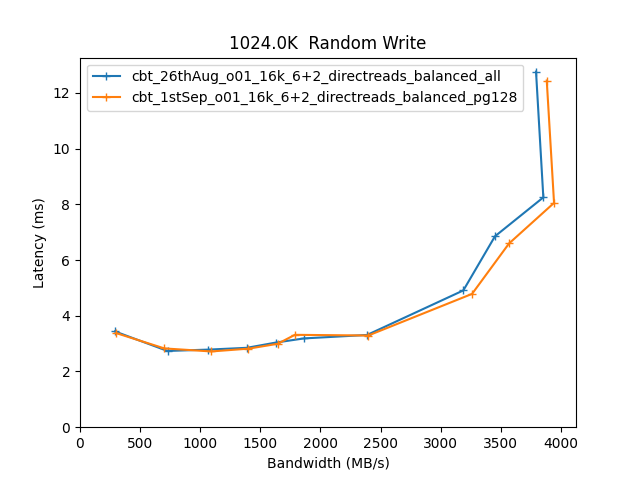 1024.0K  Random Write
cbt_26thAug_o01_16k_6+2_directreads_balanced_all
cbt_1stSep_o01_16k_6+2_directreads_balanced_pg128
Latency (ms)
12
10
8
6
4
2
0
0 500 1000 1500 2000 2500 3000 3500 4000
Bandwidth (MB/s)